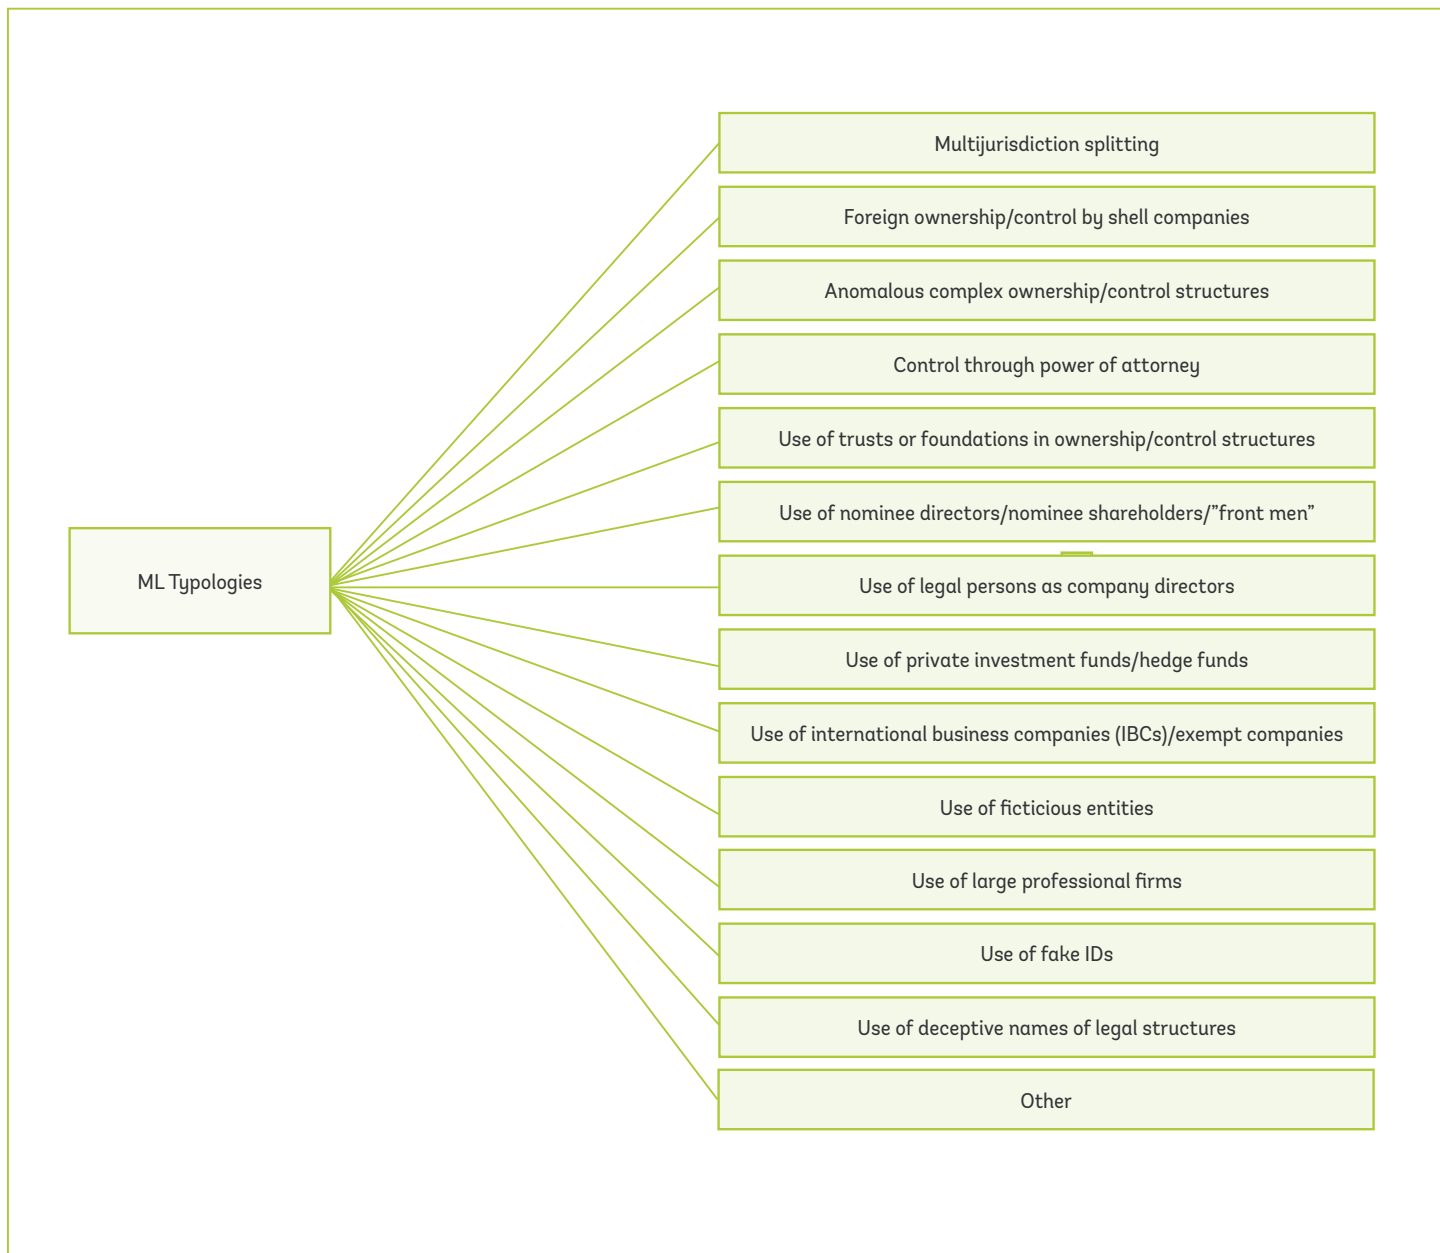 ML Typologies
Multijurisdiction splitting
Foreign ownership/control by shell companies
Anomalous complex ownership/control structures
Control through power of attorney
Use of trusts or foundations in ownership/control structures
Use of nominee directors/nominee shareholders/”front men”
Use of legal persons as company directors
Use of private investment funds/hedge funds
Use of international business companies (IBCs)/exempt companies
Use of ficticious entities
Use of large professional firms
Use of fake IDs
Use of deceptive names of legal structures
Other